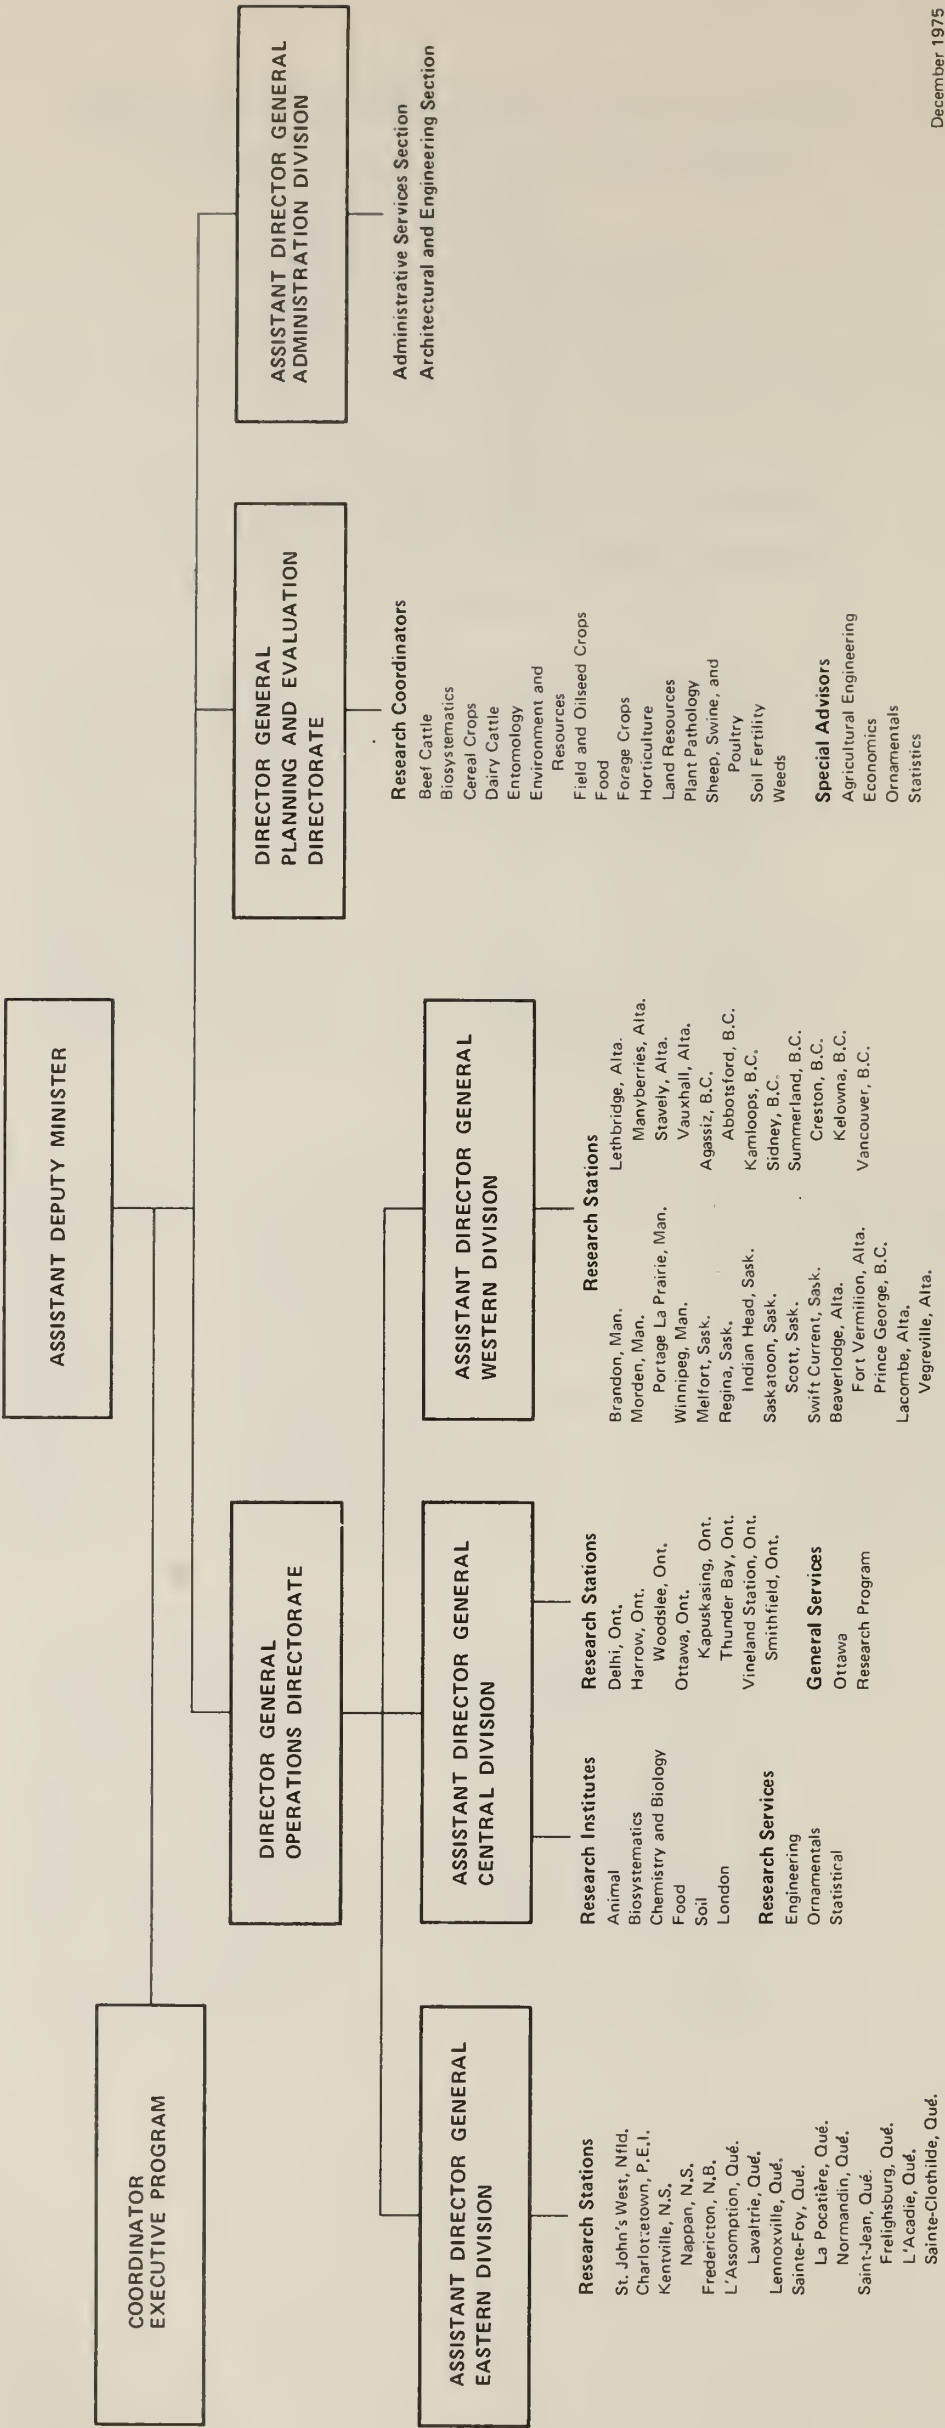 ASSISTANT DEPUTY MINISTER
COORDINATOR
EXECUTIVE PROGRAM
DIRECTOR GENERAL
OPERATIONS DIRECTORATE
DIRECTOR GENERAL
PLANNING AND EVALUATION
DIRECTORATE
ASSISTANT DIRECTOR GENERAL
ADMINISTRATION DIVISION
ASSISTANT DIRECTOR GENERAL
EASTERN DIVISION
Research Stations
St. John's West, Nfld.
Charlottetown, P.E.I.
Kentville, N.S.
Nappan, N.S.
Fredericton, N.B.
L'Assomption, Qué.
Lavaltrie, Qué.
Lennoxville, Qué.
Sainte-Foy, Qué.
La Pocatière, Qué.
Normandin, Qué.
Saint-Jean, Qué.
Frelighsburg, Qué.
L'Acadie, Qué.
Sainte-Clothilde, Qué.
ASSISTANT DIRECTOR GENERAL
CENTRAL DIVISION
Research Institutes
Animal
Biosystematics
Chemistry and Biology
Food
Soil
London
Research Services
Engineering
Ornamentals
Statistical
Research Stations
Delhi, Ont.
Harrow, Ont.
Woodslee, Ont.
Ottawa, Ont.
Kapuskasing, Ont.
Thunder Bay, Ont.
Vineland Station, Ont.
Smithfield, Ont.
General Services
Ottawa
Research Program
ASSISTANT DIRECTOR GENERAL
WESTERN DIVISION
Research Stations
Brandon, Man.
Morden, Man.
Portage La Prairie, Man.
Winnipeg, Man.
Melfort, Sask.
Regina, Sask.
Indian Head, Sask.
Saskatoon, Sask.
Scott, Sask.
Swift Current, Sask.
Beaverlodge, Alta.
Fort Vermilion, Alta.
Prince George, B.C.
Lacombe, Alta.
Vegreville, Alta.
Lethbridge, Alta.
Manyberries, Alta.
Stavely, Alta.
Vauxhall, Alta.
Agassiz, B.C.
Abbotsford, B.C.
Kamloops, B.C.
Sidney, B.C.
Summerland, B.C.
Creston, B.C.
Kelowna, B.C.
Vancouver, B.C.
Research Coordinators
Beef Cattle
Biosystematics
Cereal Crops
Dairy Cattle
Entomology
Environment and
Resources
Field and Oilseed Crops
Food
Forage Crops
Horticulture
Land Resources
Plant Pathology
Sheep, Swine, and
Poultry
Soil Fertility
Weeds
Special Advisors
Agricultural Engineering
Economics
Ornamentals
Statistics
Administrative Services Section
Architectural and Engineering Section
December 1975